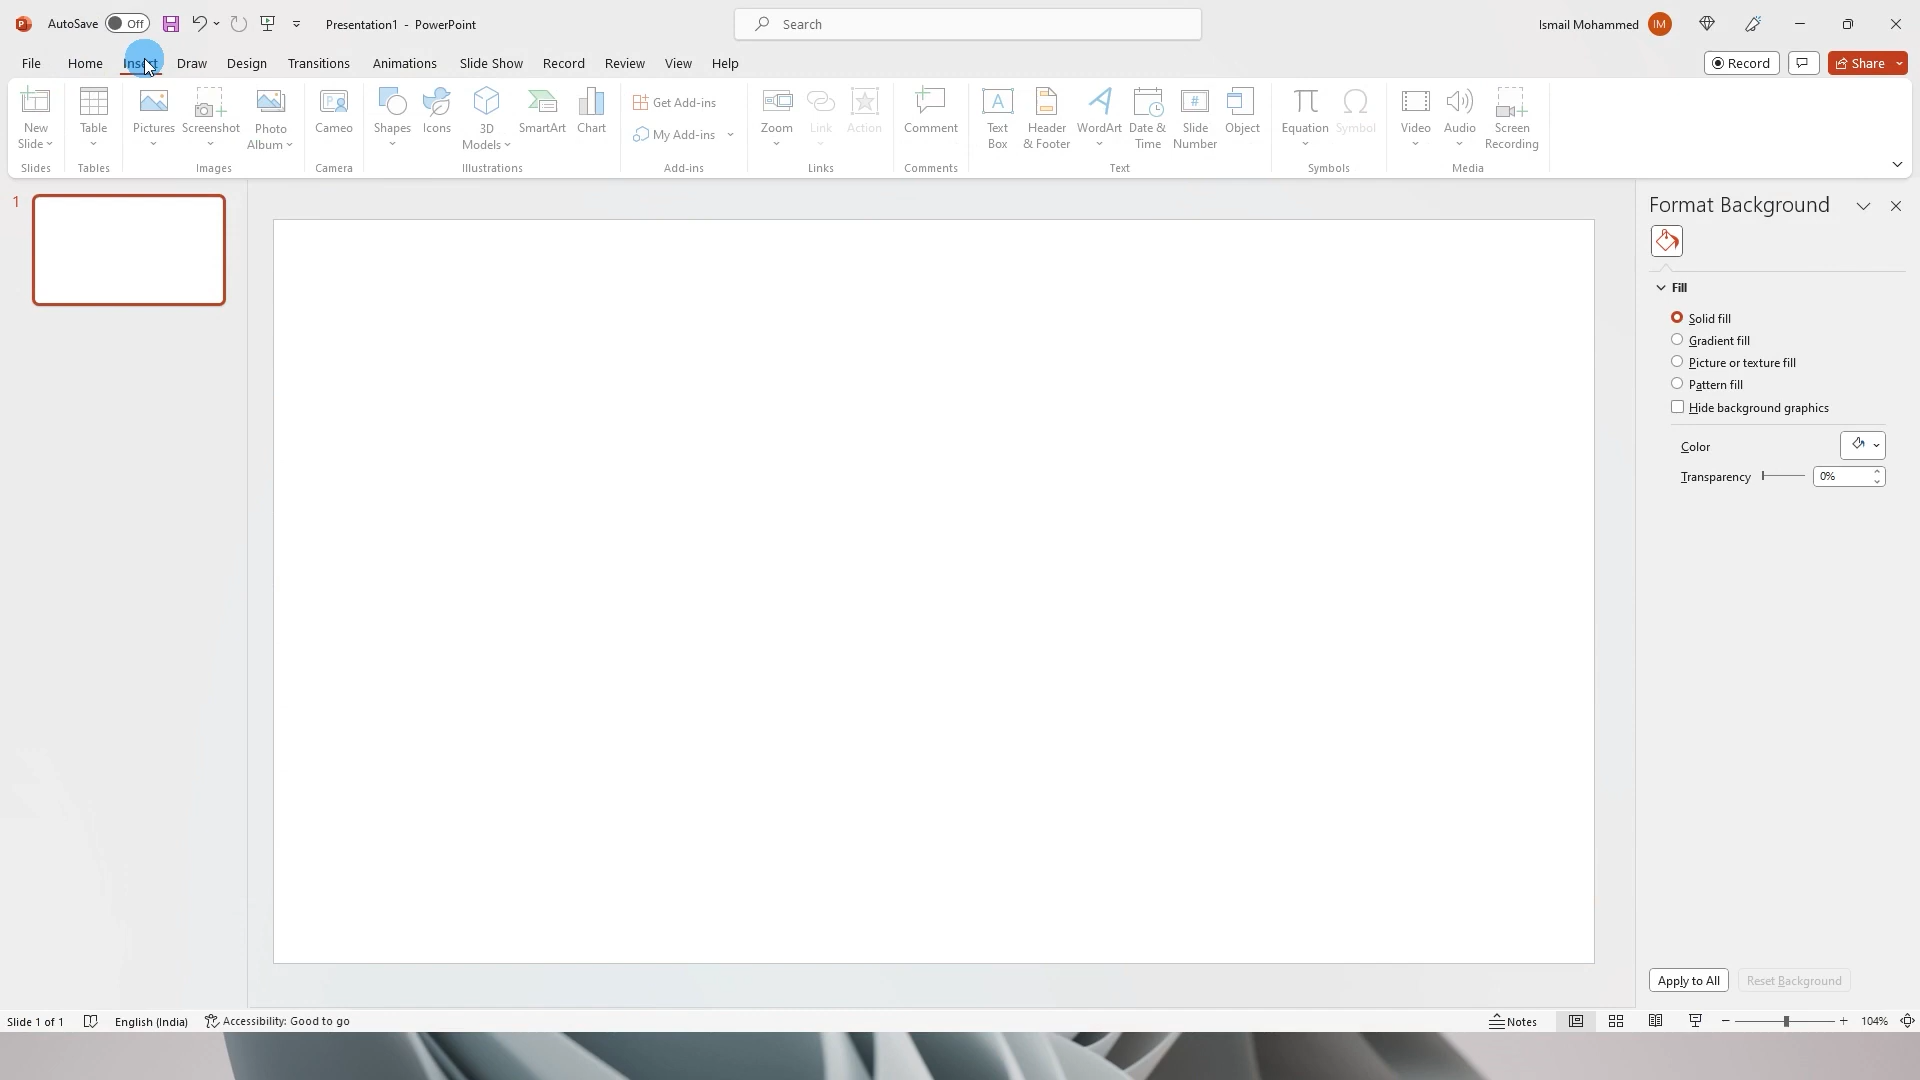 AutoSave Off Presentation1 - PowerPoint Search Ismail Mohammed IM
File Home Insert Draw Design Transitions Animations Slide Show Record Review View Help Record Share
New Slide Table Pictures Screenshot Photo Album Cameo Shapes Icons 3D Models SmartArt Chart Get Add-ins My Add-ins Zoom Link Action Comment Text Box Header & Footer WordArt Date & Time Slide Number Object Equation Symbol Video Audio Screen Recording
Slides Tables Images Camera Illustrations Add-ins Links Comments Text Symbols Media
1
Format Background
Fill
Solid fill
Gradient fill
Picture or texture fill
Pattern fill
Hide background graphics
Color
Transparency 0%
Apply to All Reset Background
Slide 1 of 1 English (India) Accessibility: Good to go Notes 104%